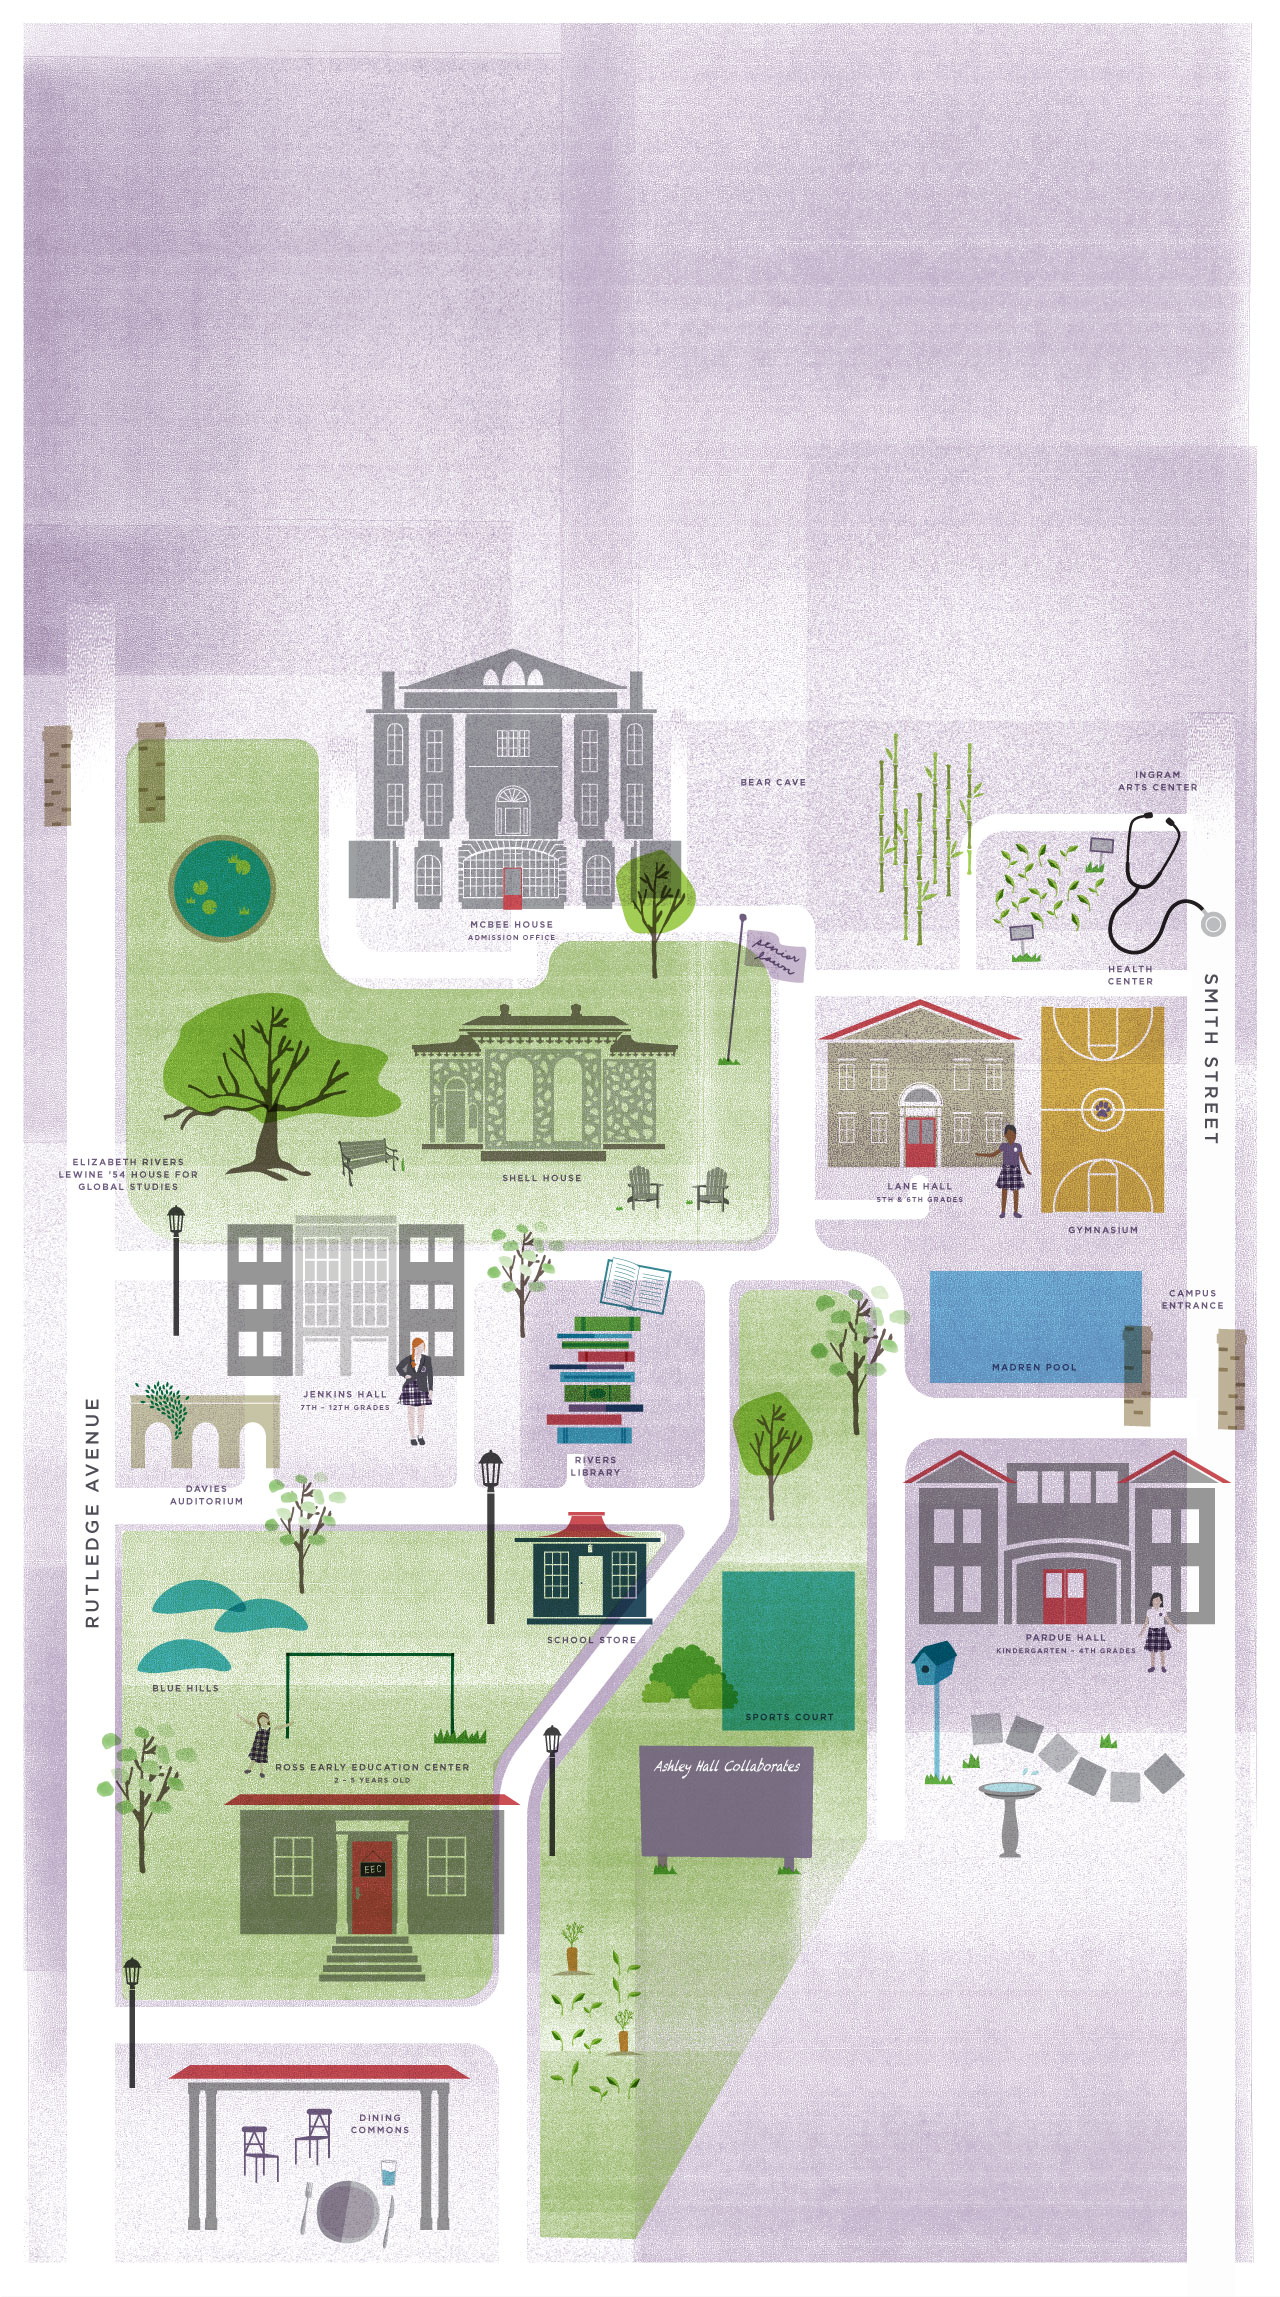 BEAR CAVE
INGRAM
ARTS CENTER
MCBEE HOUSE
ADMISSION OFFICE
senior
lawn
HEALTH
CENTER
SMITH STREET
ELIZABETH RIVERS
LEWINE '54 HOUSE FOR
GLOBAL STUDIES
SHELL HOUSE
LANE HALL
5TH & 6TH GRADES
GYMNASIUM
CAMPUS
ENTRANCE
MADREN POOL
JENKINS HALL
7TH - 12TH GRADES
RIVERS
LIBRARY
DAVIES
AUDITORIUM
RUTLEDGE AVENUE
SCHOOL STORE
PARDUE HALL
KINDERGARTEN - 4TH GRADES
BLUE HILLS
SPORTS COURT
ROSS EARLY EDUCATION CENTER
2 - 5 YEARS OLD
Ashley Hall Collaborates
EEC
DINING
COMMONS